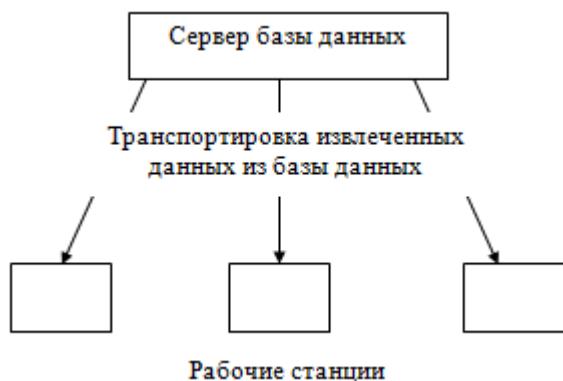 Сервер базы данных
Транспортировка извлеченных
данных из базы данных
Рабочие станции